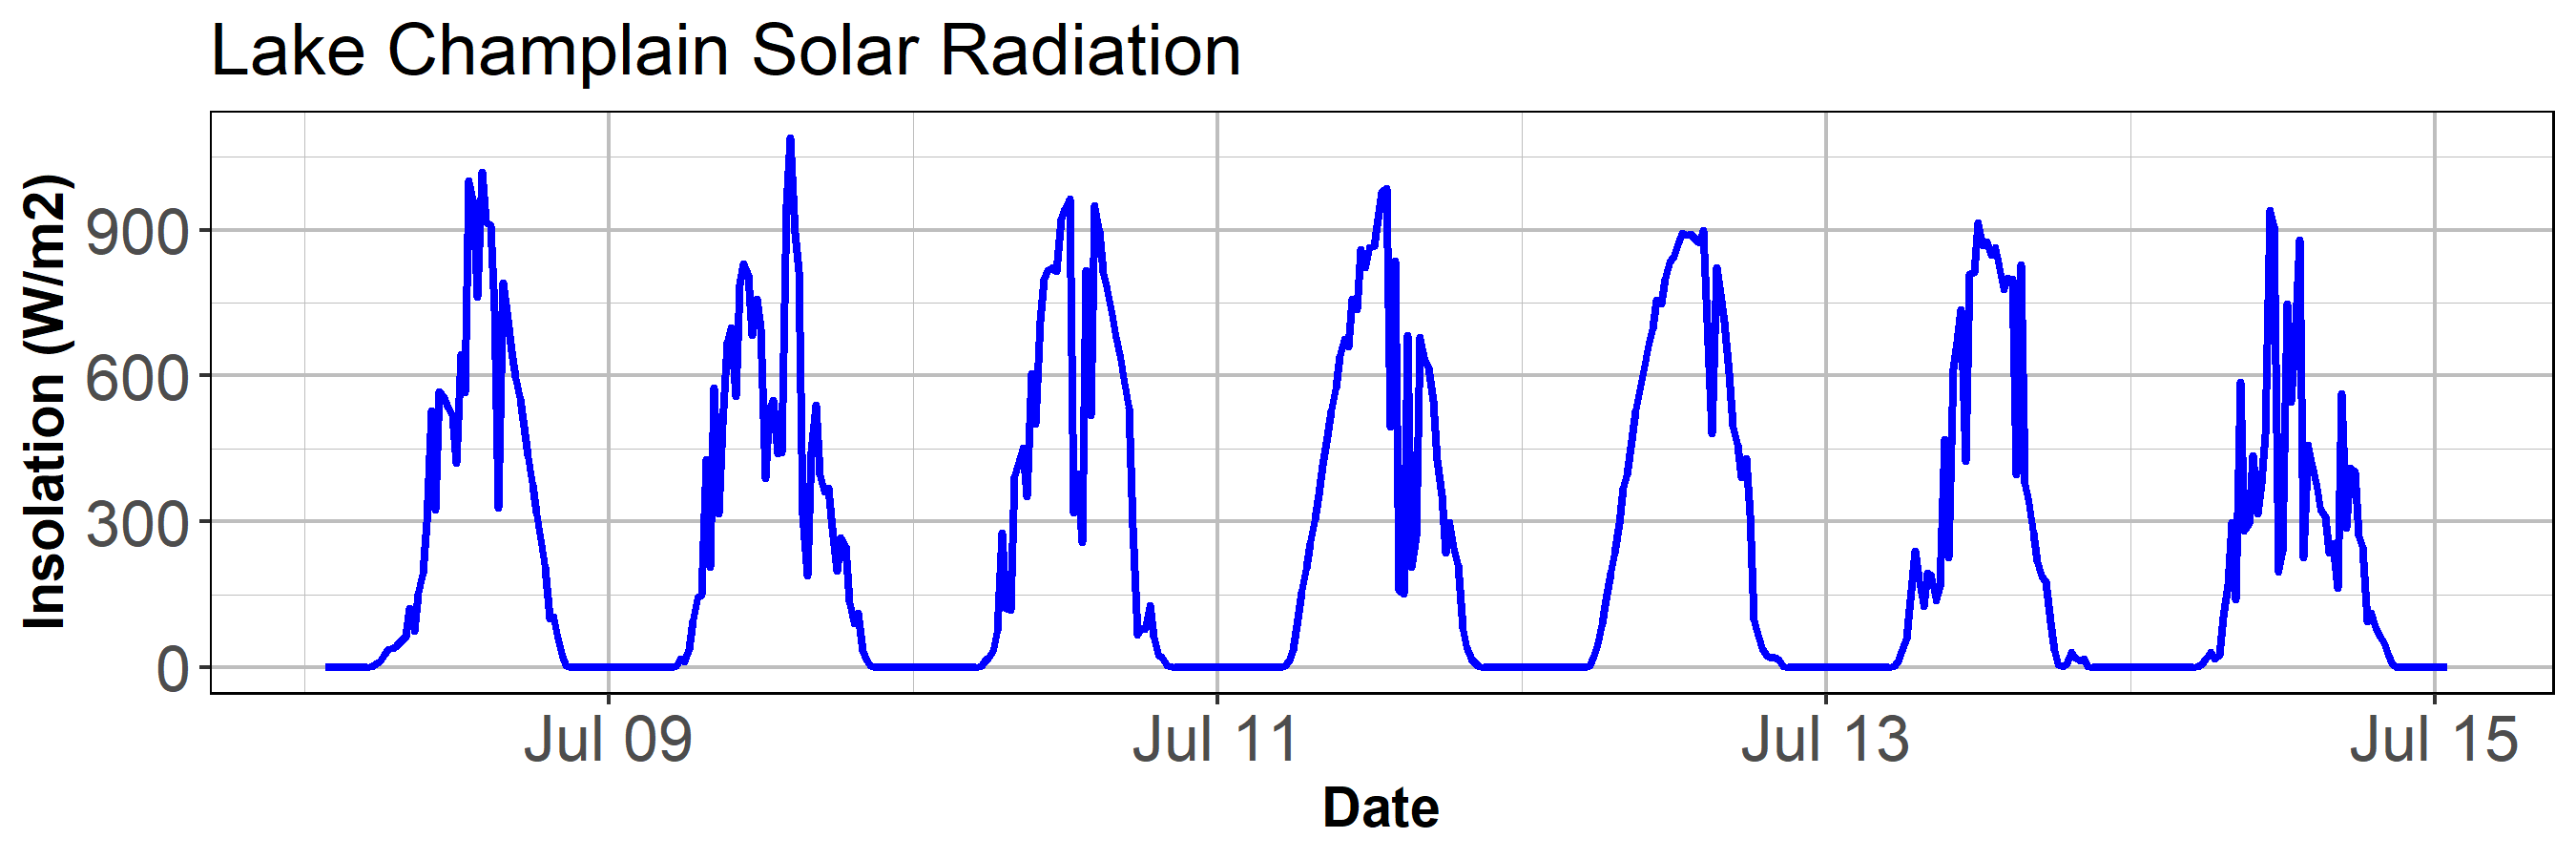 Lake Champlain Solar Radiation
Insolation (W/m2)
900
600
300
0
Jul 09
Jul 11
Jul 13
Jul 15
Date